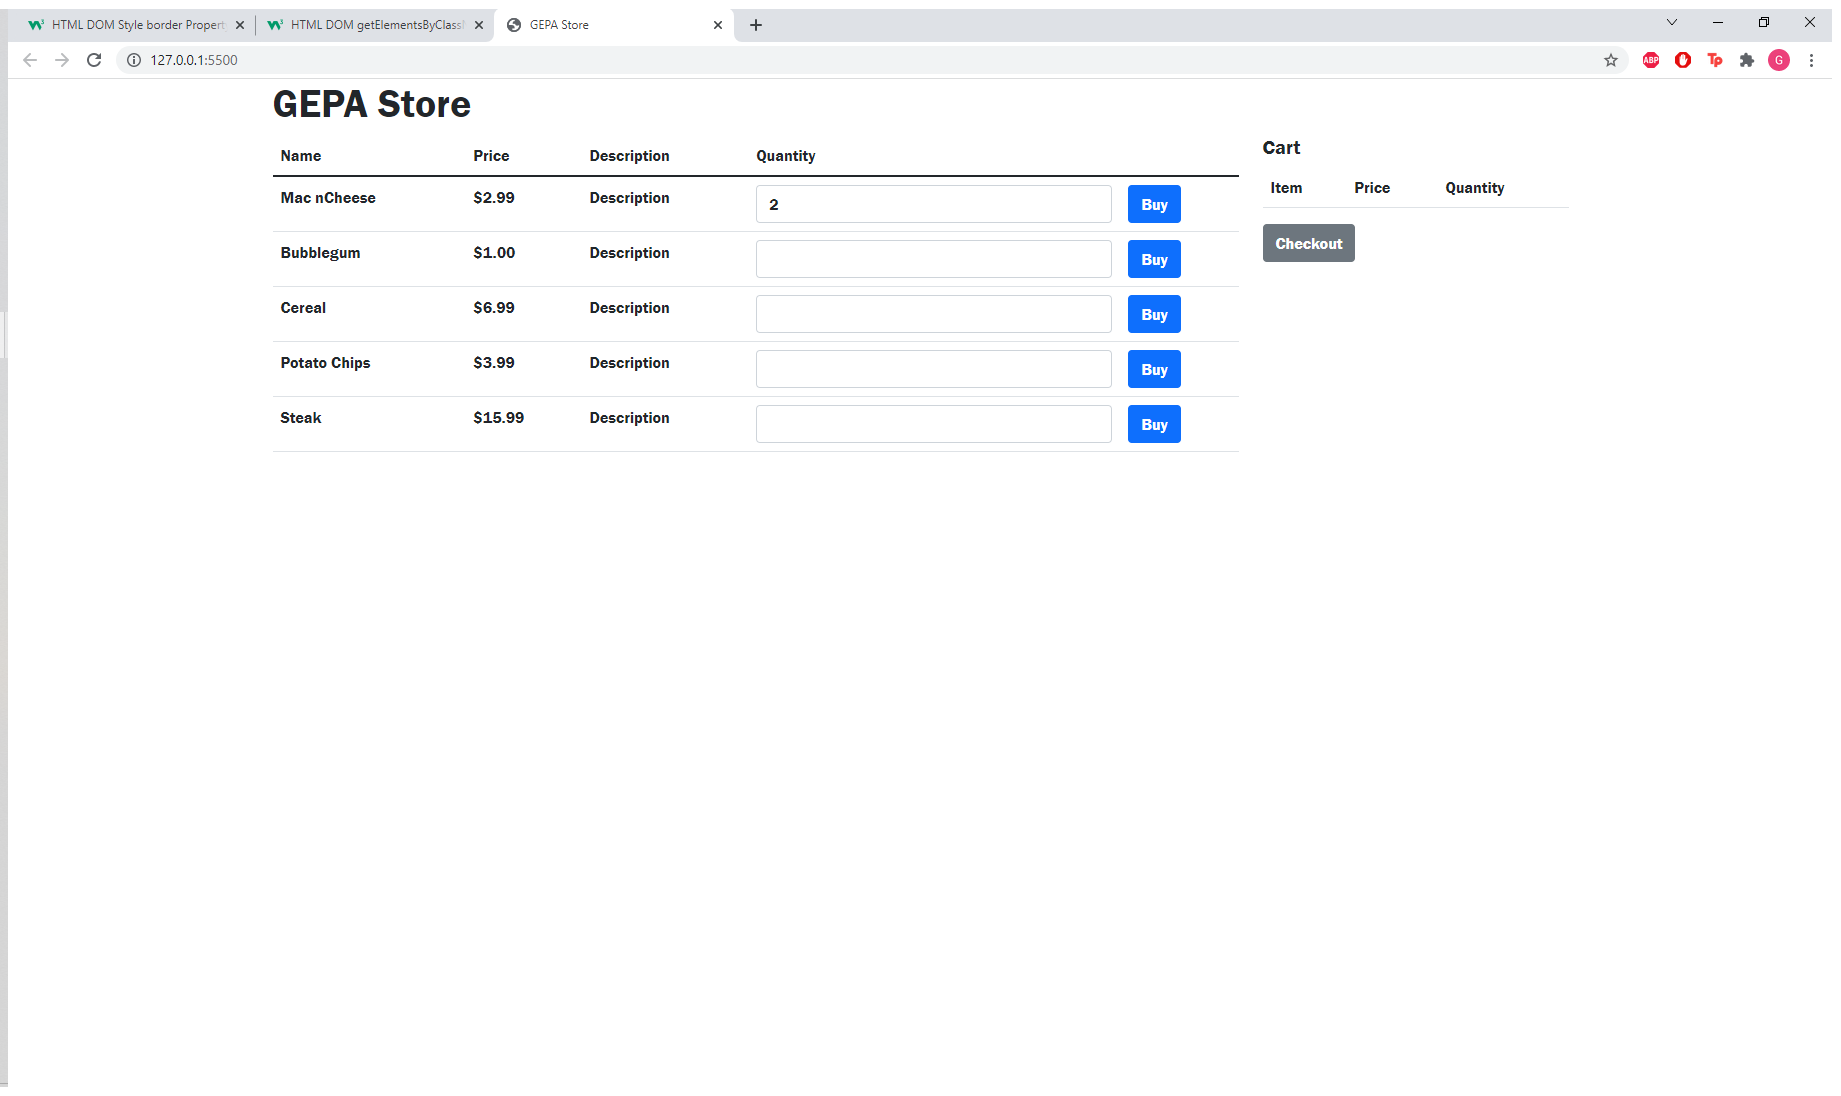 HTML DOM Style border Propert
HTML DOM getElementsByClass
GEPA Store
127.0.0.1:5500
ABP
Tp
G
GEPA Store
Name Price Description Quantity
Mac nCheese $2.99 Description 2 Buy
Bubblegum $1.00 Description Buy
Cereal $6.99 Description Buy
Potato Chips $3.99 Description Buy
Steak $15.99 Description Buy
Cart
Item Price Quantity
Checkout